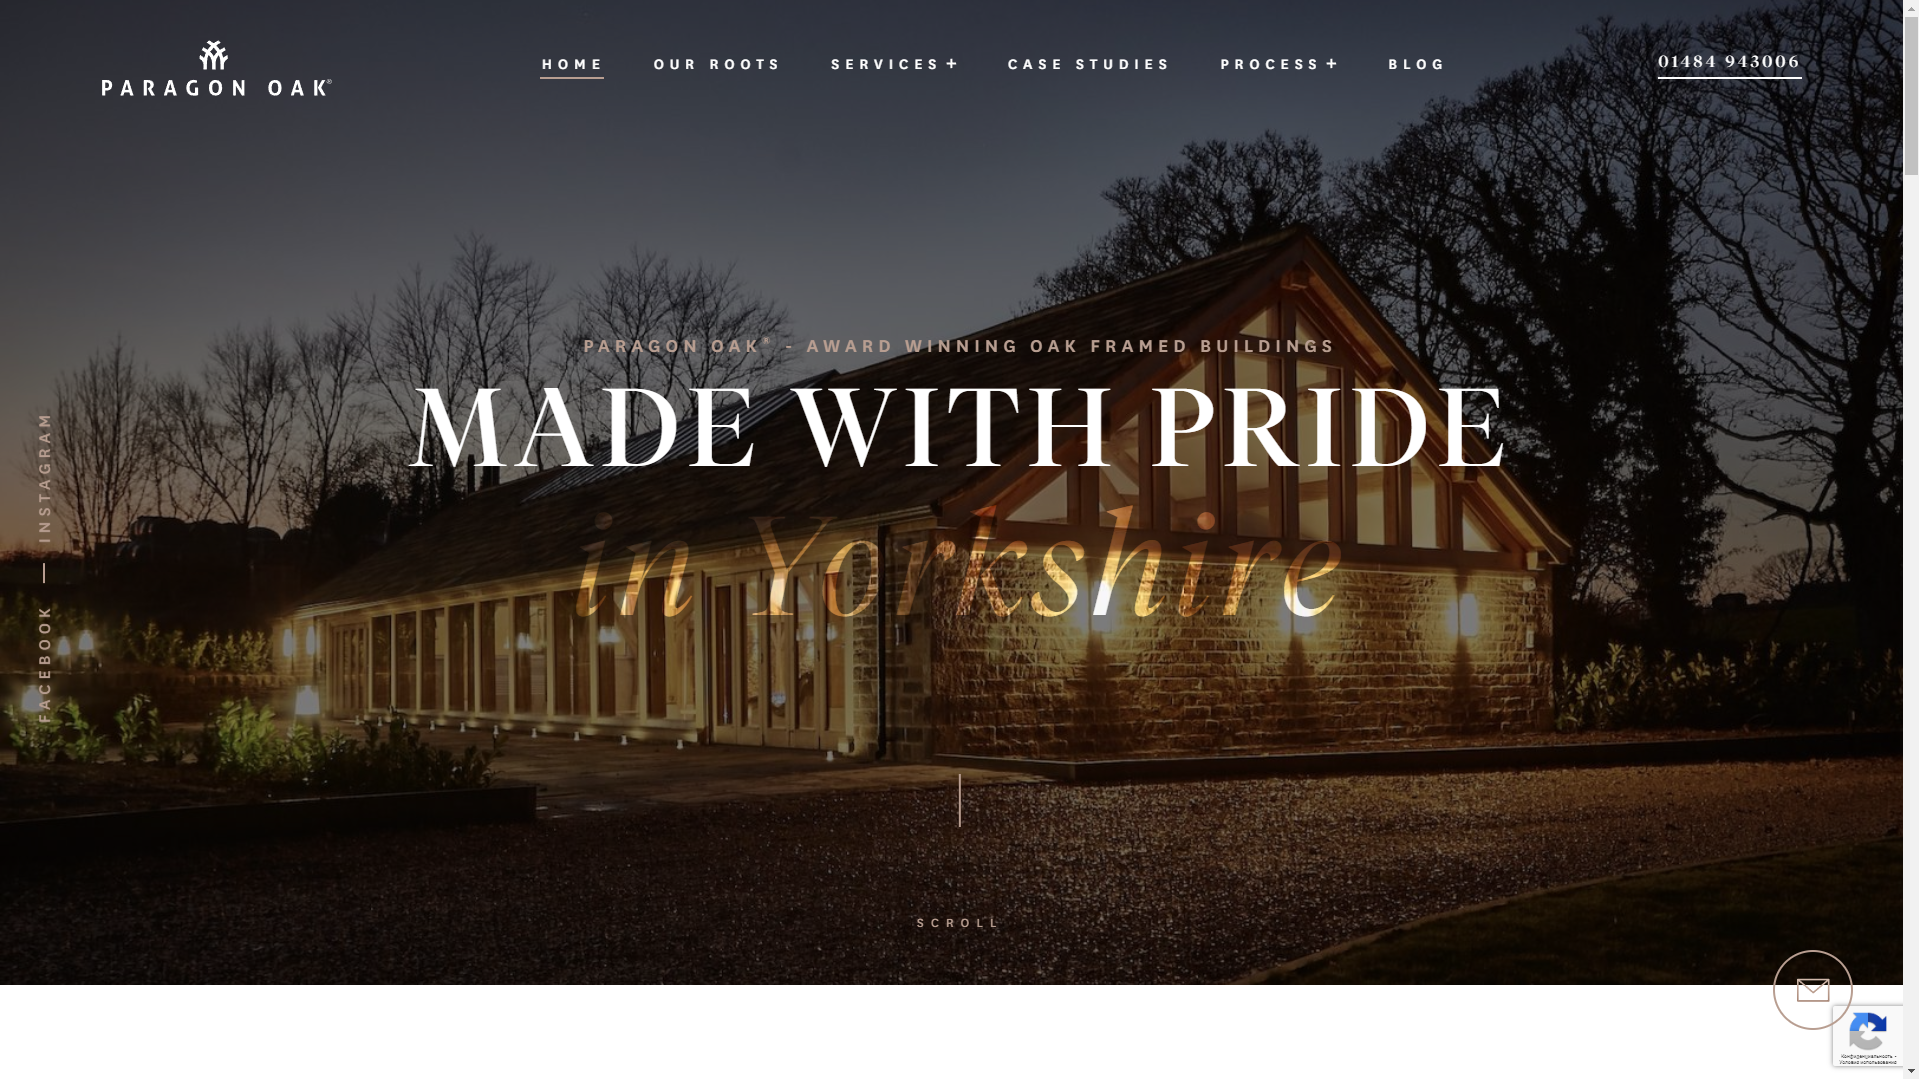 PARAGON OAK®
HOME
OUR ROOTS
SERVICES +
CASE STUDIES
PROCESS +
BLOG
01484 943006
PARAGON OAK® - AWARD WINNING OAK FRAMED BUILDINGS
MADE WITH PRIDE
in Yorkshire
FACEBOOK — INSTAGRAM
SCROLL
Конфиденциальность -
Условия использования